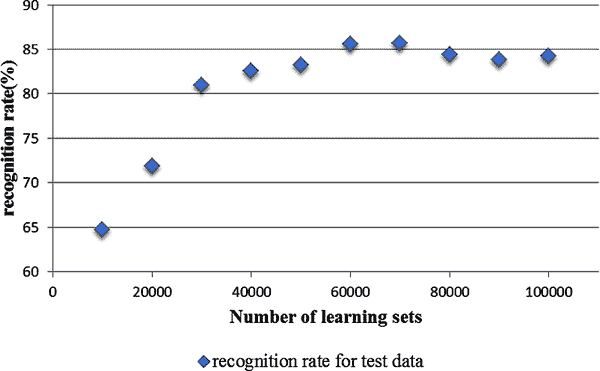 90
85
80
75
70
65
60
recognition rate(%)
0 20000 40000 60000 80000 100000
Number of learning sets
recognition rate for test data